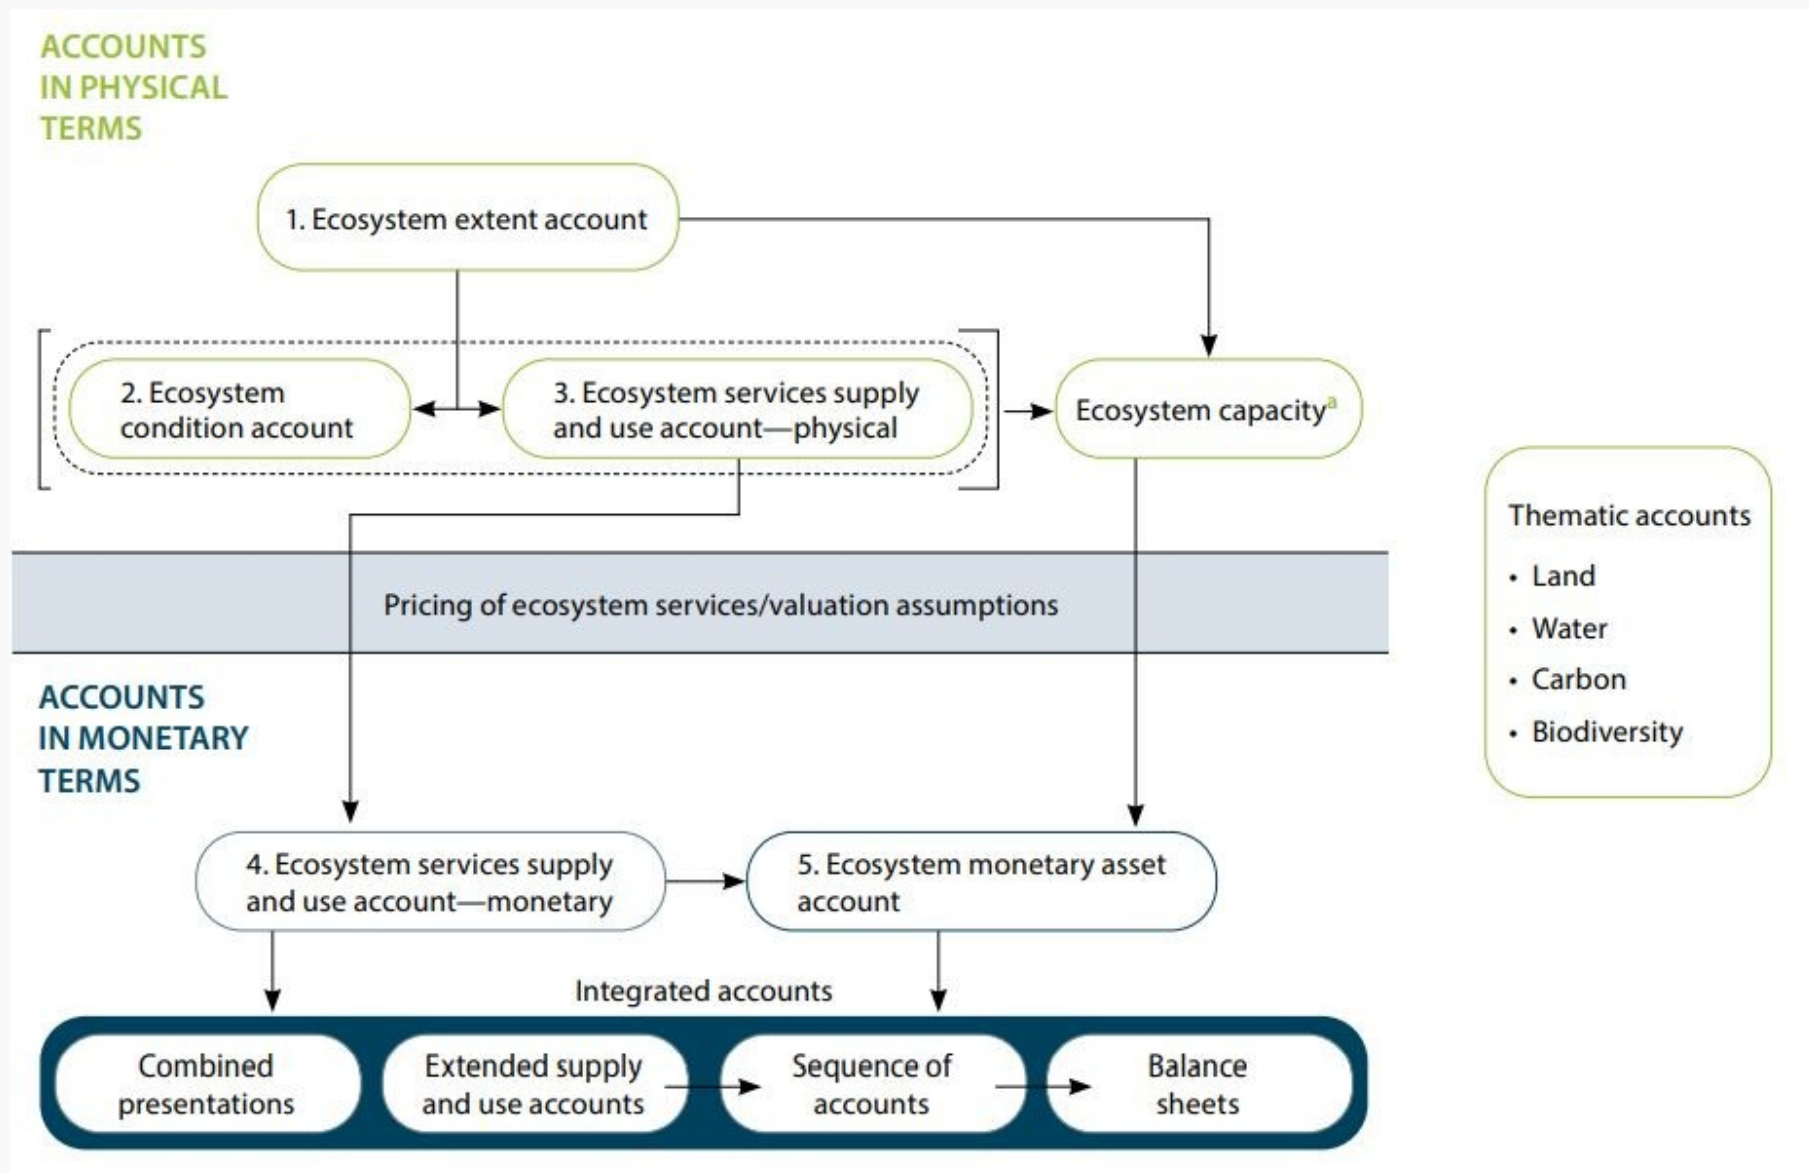 ACCOUNTS
IN PHYSICAL
TERMS
1. Ecosystem extent account
2. Ecosystem
condition account
3. Ecosystem services supply
and use account—physical
Ecosystem capacityᵃ
Thematic accounts
• Land
• Water
• Carbon
• Biodiversity
Pricing of ecosystem services/valuation assumptions
ACCOUNTS
IN MONETARY
TERMS
4. Ecosystem services supply
and use account—monetary
5. Ecosystem monetary asset
account
Integrated accounts
Combined
presentations
Extended supply
and use accounts
Sequence of
accounts
Balance
sheets